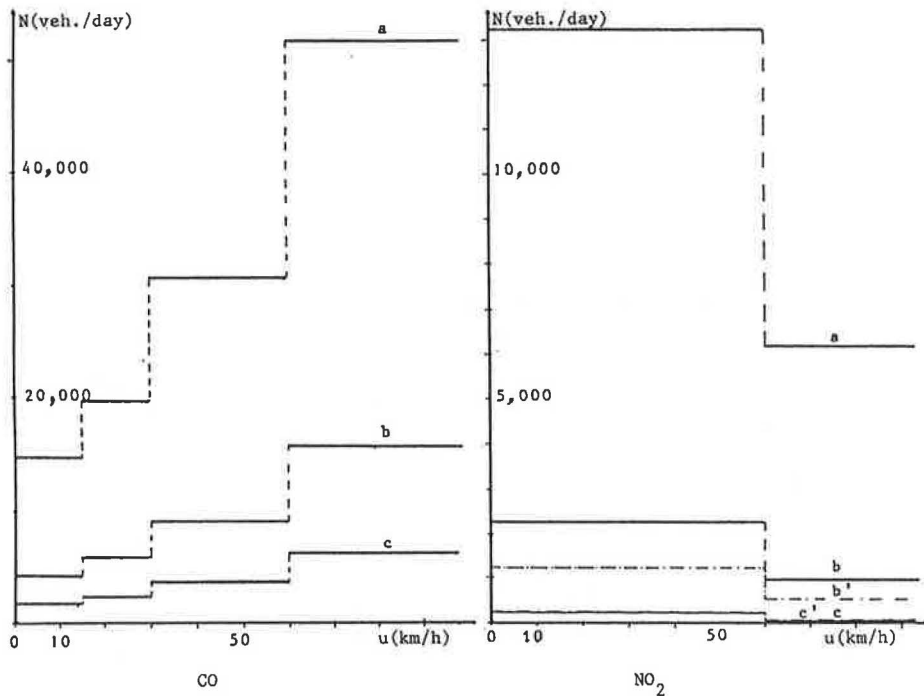 N(veh./day)
a
40,000
20,000
b
c
0 10 50 u(km/h)
CO
N(veh./day)
10,000
a
5,000
b
b'
c' c
0 10 50 u(km/h)
NO2